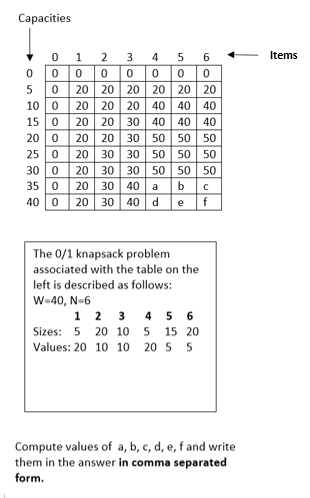 Capacities
0 1 2 3 4 5 6 Items
0 0 0 0 0 0 0 0
5 0 20 20 20 20 20 20
10 0 20 20 20 40 40 40
15 0 20 20 30 40 40 40
20 0 20 20 30 50 50 50
25 0 20 30 30 50 50 50
30 0 20 30 30 50 50 50
35 0 20 30 40 a b c
40 0 20 30 40 d e f
The 0/1 knapsack problem
associated with the table on the
left is described as follows:
W=40, N=6
1 2 3 4 5 6
Sizes: 5 20 10 5 15 20
Values: 20 10 10 20 5 5
Compute values of a, b, c, d, e, f and write
them in the answer in comma separated
form.